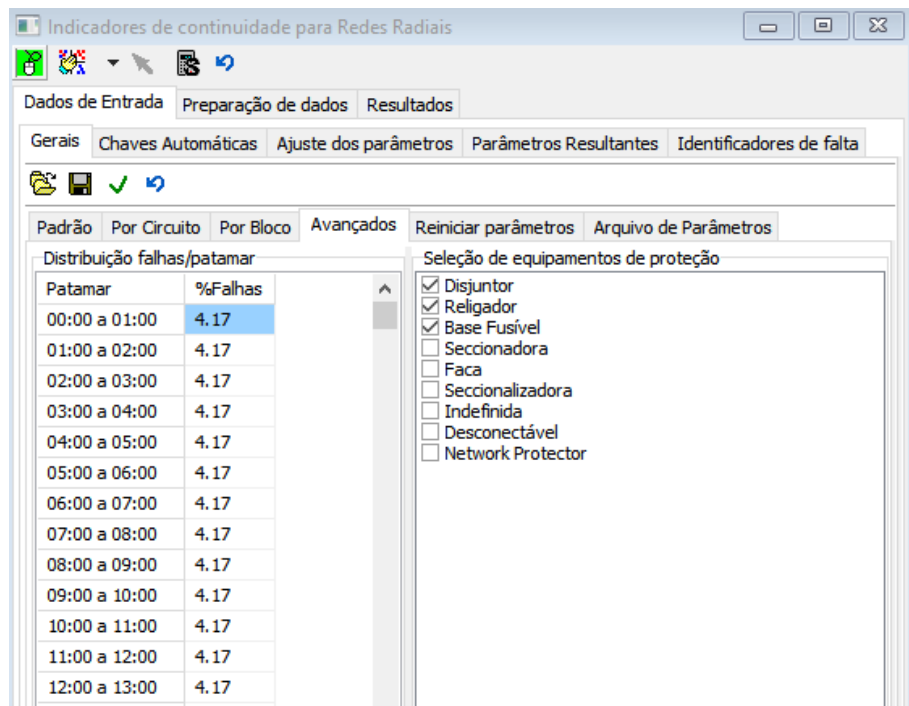 Indicadores de continuidade para Redes Radiais
Dados de Entrada Preparação de dados Resultados
Gerais Chaves Automáticas Ajuste dos parâmetros Parâmetros Resultantes Identificadores de falta
Padrão Por Circuito Por Bloco Avançados Reiniciar parâmetros Arquivo de Parâmetros
Distribuição falhas/patamar
Patamar %Falhas
00:00 a 01:00 4.17
01:00 a 02:00 4.17
02:00 a 03:00 4.17
03:00 a 04:00 4.17
04:00 a 05:00 4.17
05:00 a 06:00 4.17
06:00 a 07:00 4.17
07:00 a 08:00 4.17
08:00 a 09:00 4.17
09:00 a 10:00 4.17
10:00 a 11:00 4.17
11:00 a 12:00 4.17
12:00 a 13:00 4.17
Seleção de equipamentos de proteção
Disjuntor
Religador
Base Fusível
Seccionadora
Faca
Seccionalizadora
Indefinida
Desconectável
Network Protector